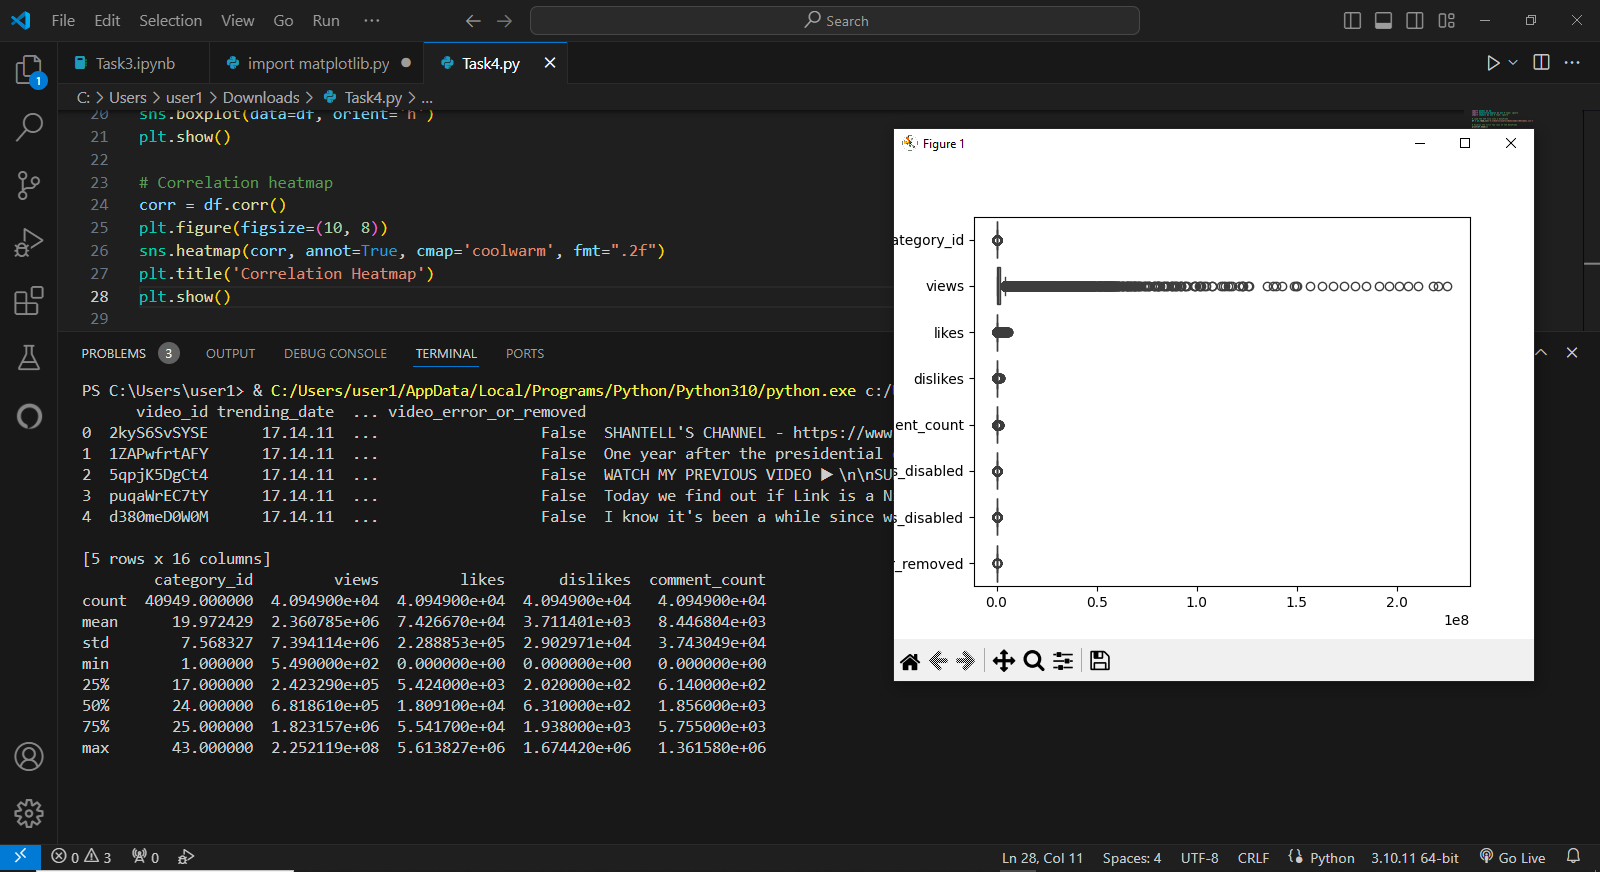 File Edit Selection View Go Run ···
Search
Task3.ipynb
import matplotlib.py
Task4.py
1
C: > Users > user1 > Downloads > Task4.py > ...
20 sns.boxplot(data=df, orient='h')
21 plt.show()
22
23 # Correlation heatmap
24 corr = df.corr()
25 plt.figure(figsize=(10, 8))
26 sns.heatmap(corr, annot=True, cmap='coolwarm', fmt=".2f")
27 plt.title('Correlation Heatmap')
28 plt.show()
29
PROBLEMS 3 OUTPUT DEBUG CONSOLE TERMINAL PORTS
PS C:\Users\user1> & C:/Users/user1/AppData/Local/Programs/Python/Python310/python.exe c:/
video_id trending_date ... video_error_or_removed
0 2kyS6SvSYSE 17.14.11 ... False SHANTELL'S CHANNEL - https://www
1 1ZAPwfrtAFY 17.14.11 ... False One year after the presidential
2 5qpjK5DgCt4 17.14.11 ... False WATCH MY PREVIOUS VIDEO ▶ \n\nSU
3 puqaWrEC7tY 17.14.11 ... False Today we find out if Link is a N
4 d380meD0W0M 17.14.11 ... False I know it's been a while since w
[5 rows x 16 columns]
category_id views likes dislikes comment_count
count 40949.000000 4.094900e+04 4.094900e+04 4.094900e+04 4.094900e+04
mean 19.972429 2.360785e+06 7.426670e+04 3.711401e+03 8.446804e+03
std 7.568327 7.394114e+06 2.288853e+05 2.902971e+04 3.743049e+04
min 1.000000 5.490000e+02 0.000000e+00 0.000000e+00 0.000000e+00
25% 17.000000 2.423290e+05 5.424000e+03 2.020000e+02 6.140000e+02
50% 24.000000 6.818610e+05 1.809100e+04 6.310000e+02 1.856000e+03
75% 25.000000 1.823157e+06 5.541700e+04 1.938000e+03 5.755000e+03
max 43.000000 2.252119e+08 5.613827e+06 1.674420e+06 1.361580e+06
Figure 1
ategory_id
views
likes
dislikes
ent_count
s_disabled
s_disabled
r_removed
0.0 0.5 1.0 1.5 2.0
1e8
0 3 0 Ln 28, Col 11 Spaces: 4 UTF-8 CRLF Python 3.10.11 64-bit Go Live